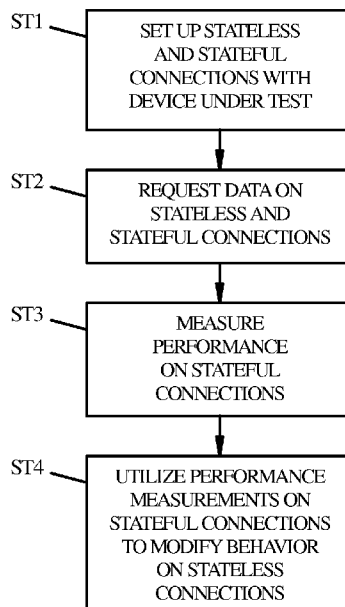 ST1
SET UP STATELESS
AND STATEFUL
CONNECTIONS WITH
DEVICE UNDER TEST
ST2
REQUEST DATA ON
STATELESS AND
STATEFUL CONNECTIONS
ST3
MEASURE
PERFORMANCE
ON STATEFUL
CONNECTIONS
ST4
UTILIZE PERFORMANCE
MEASUREMENTS ON
STATEFUL CONNECTIONS
TO MODIFY BEHAVIOR
ON STATELESS
CONNECTIONS